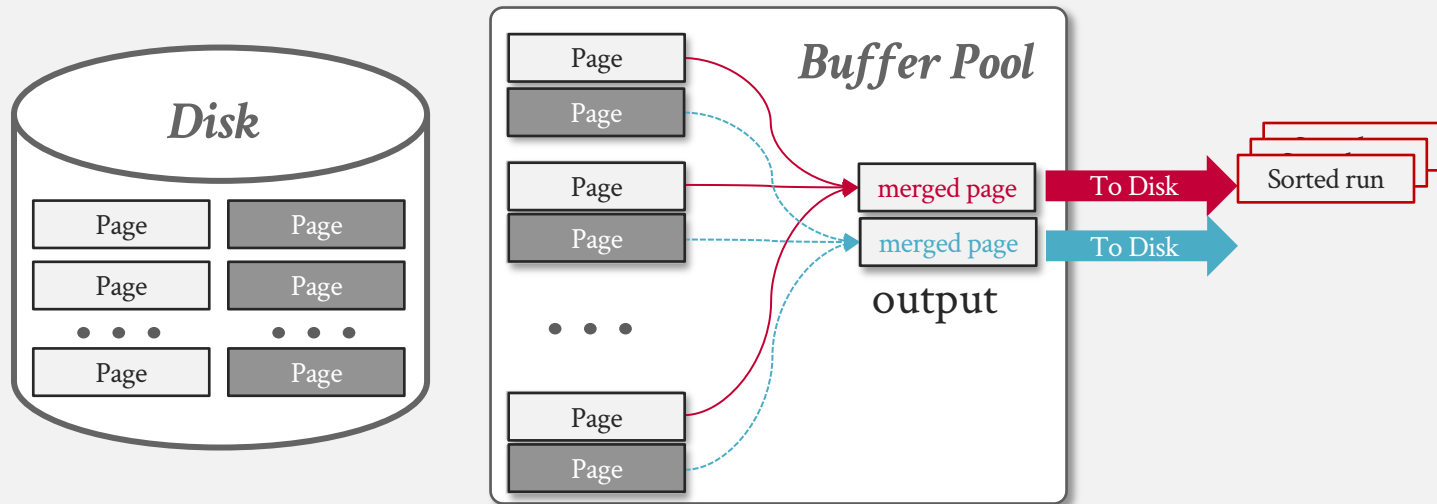 Disk
Page Page
Page Page
Page Page
Buffer Pool
Page
Page
Page
Page
Page
Page
merged page
merged page
output
To Disk
To Disk
Sorted run